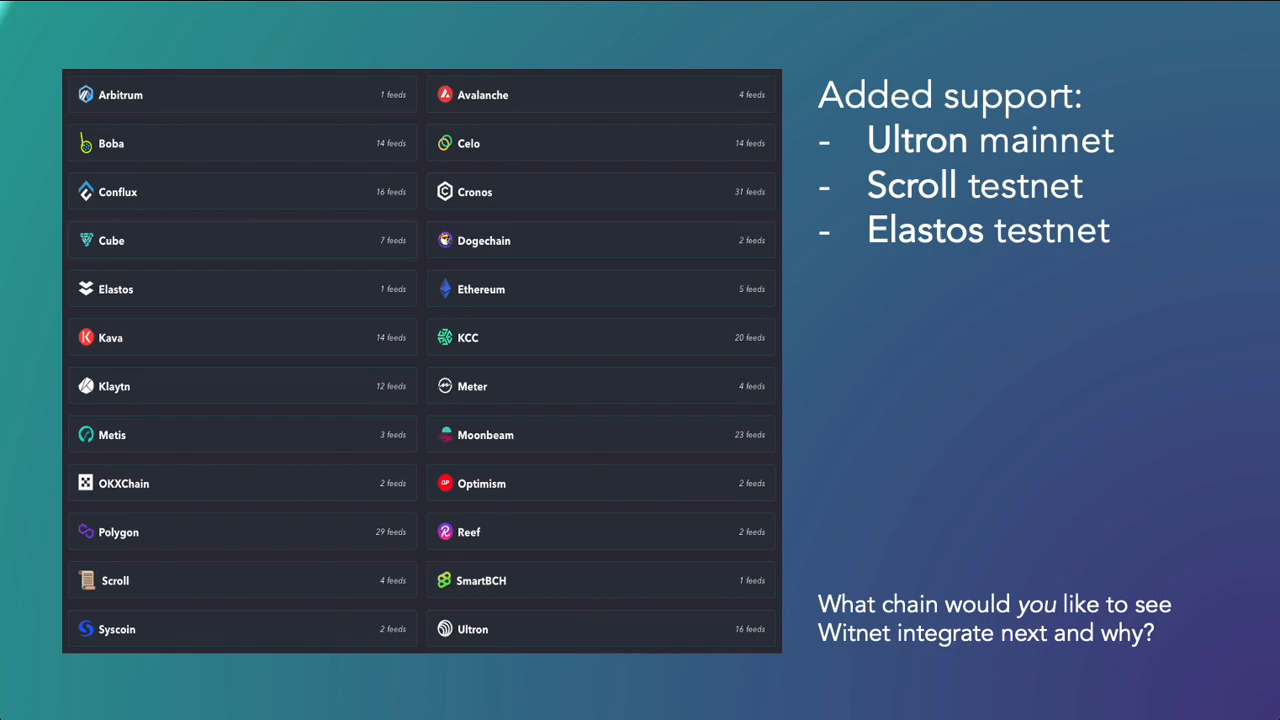 Arbitrum 1 feeds
Avalanche 4 feeds
Boba 14 feeds
Celo 14 feeds
Conflux 16 feeds
Cronos 31 feeds
Cube 7 feeds
Dogechain 2 feeds
Elastos 1 feeds
Ethereum 5 feeds
Kava 14 feeds
KCC 20 feeds
Klaytn 12 feeds
Meter 4 feeds
Metis 3 feeds
Moonbeam 23 feeds
OKXChain 2 feeds
OP
Optimism 2 feeds
Polygon 29 feeds
Reef 2 feeds
Scroll 4 feeds
SmartBCH 1 feeds
Syscoin 2 feeds
Ultron 16 feeds
Added support:
- Ultron mainnet
- Scroll testnet
- Elastos testnet
What chain would you like to see
Witnet integrate next and why?